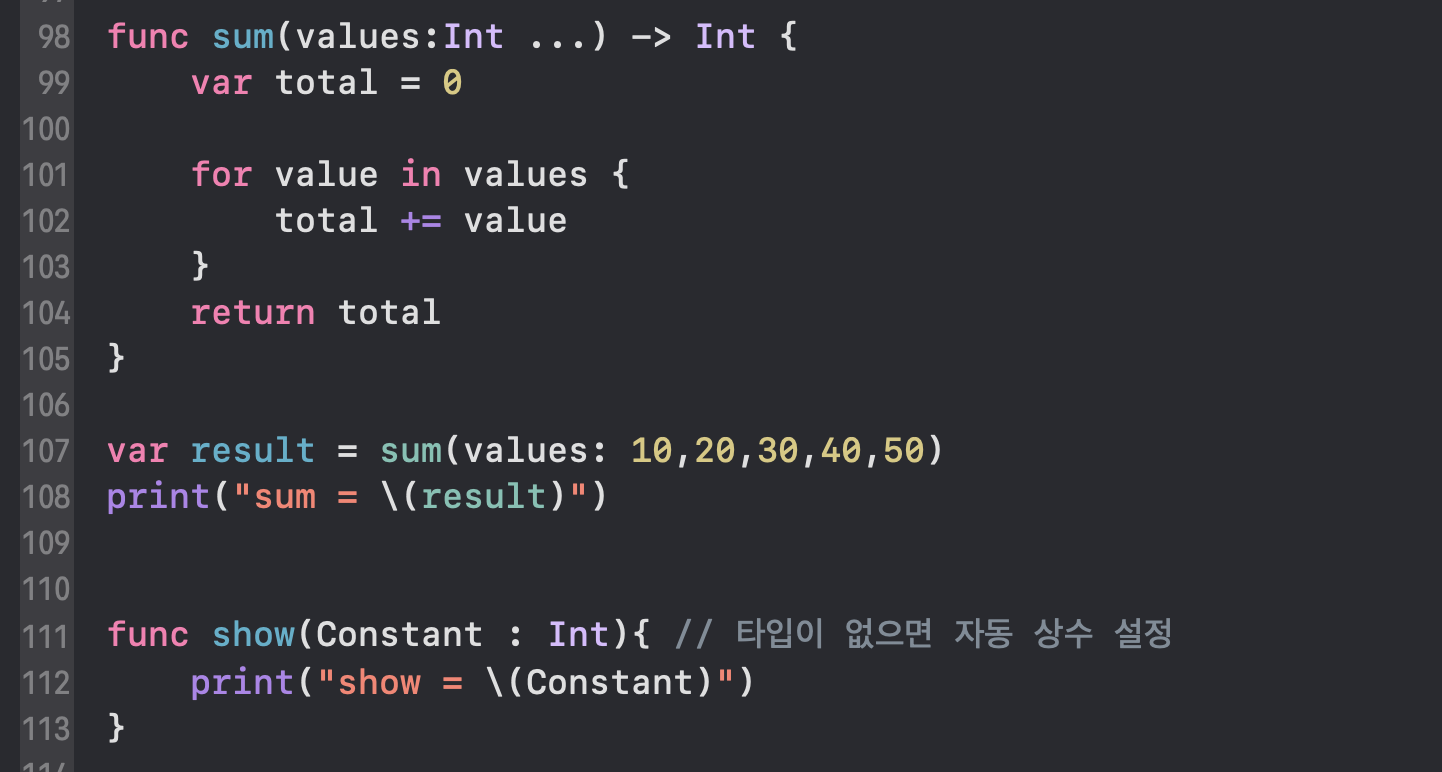 98 func sum(values:Int ...) -> Int {
99     var total = 0
100
101     for value in values {
102         total += value
103     }
104     return total
105 }
106
107 var result = sum(values: 10,20,30,40,50)
108 print("sum = \(result)")
109
110
111 func show(Constant : Int){ // 타입이 없으면 자동 상수 설정
112     print("show = \(Constant)")
113 }